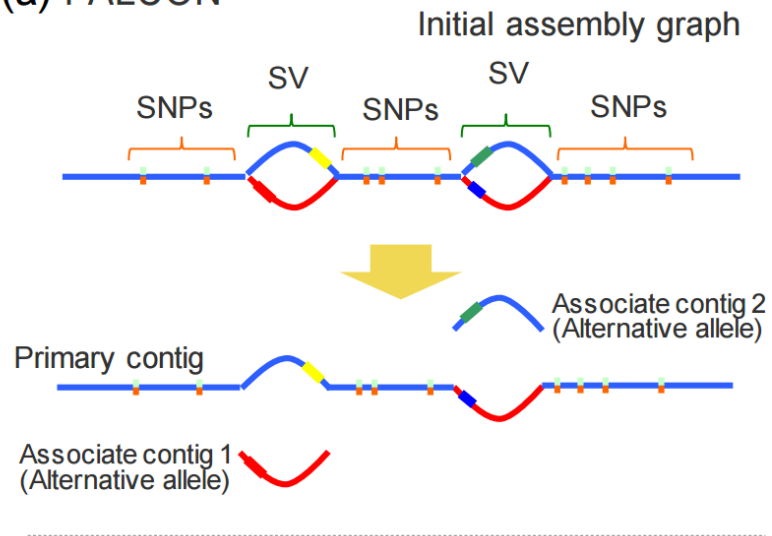 (a) FALCON
Initial assembly graph
SV
SV
SNPs
SNPs
SNPs
Associate contig 2
(Alternative allele)
Primary contig
Associate contig 1
(Alternative allele)